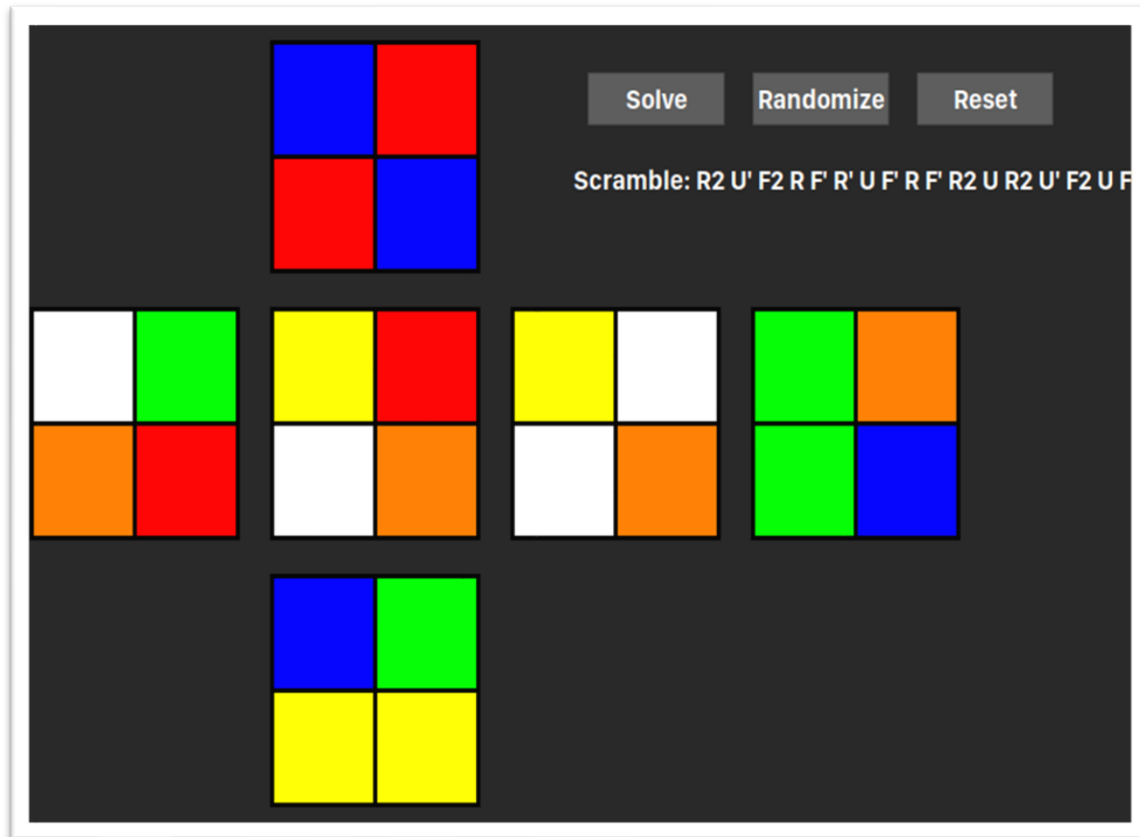 Solve Randomize Reset
Scramble: R2 U' F2 R F' R' U F' R F' R2 U R2 U' F2 U F